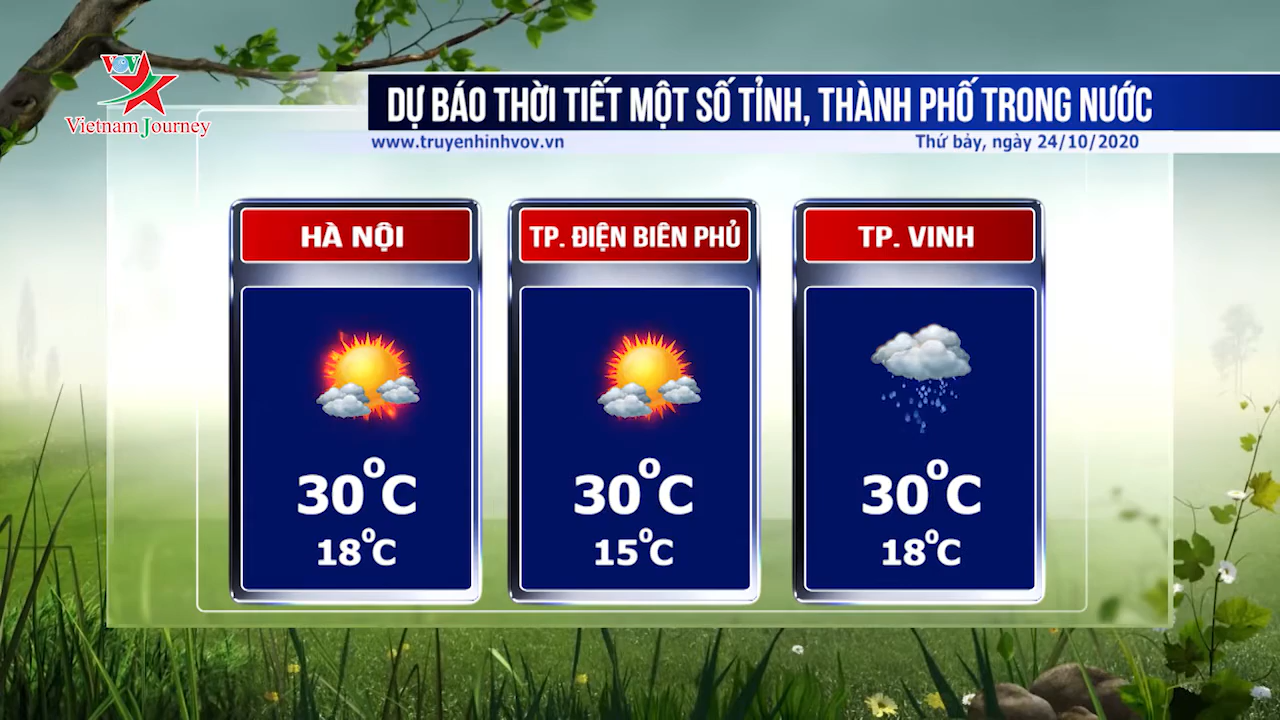 VOV
Vietnam Journey
DỰ BÁO THỜI TIẾT MỘT SỐ TỈNH, THÀNH PHỐ TRONG NƯỚC
www.truyenhinhvov.vn
Thứ bảy, ngày 24/10/2020
HÀ NỘI
30°C
18°C
TP. ĐIỆN BIÊN PHỦ
30°C
15°C
TP. VINH
30°C
18°C